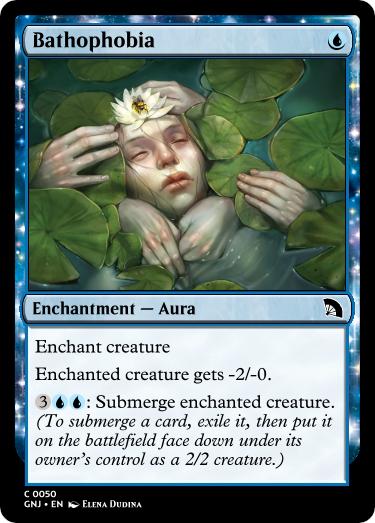 Bathophobia
Enchantment — Aura
Enchant creature
Enchanted creature gets -2/-0.
3: Submerge enchanted creature.
(To submerge a card, exile it, then put it
on the battlefield face down under its
owner's control as a 2/2 creature.)
C 0050
GNJ • EN Elena Dudina